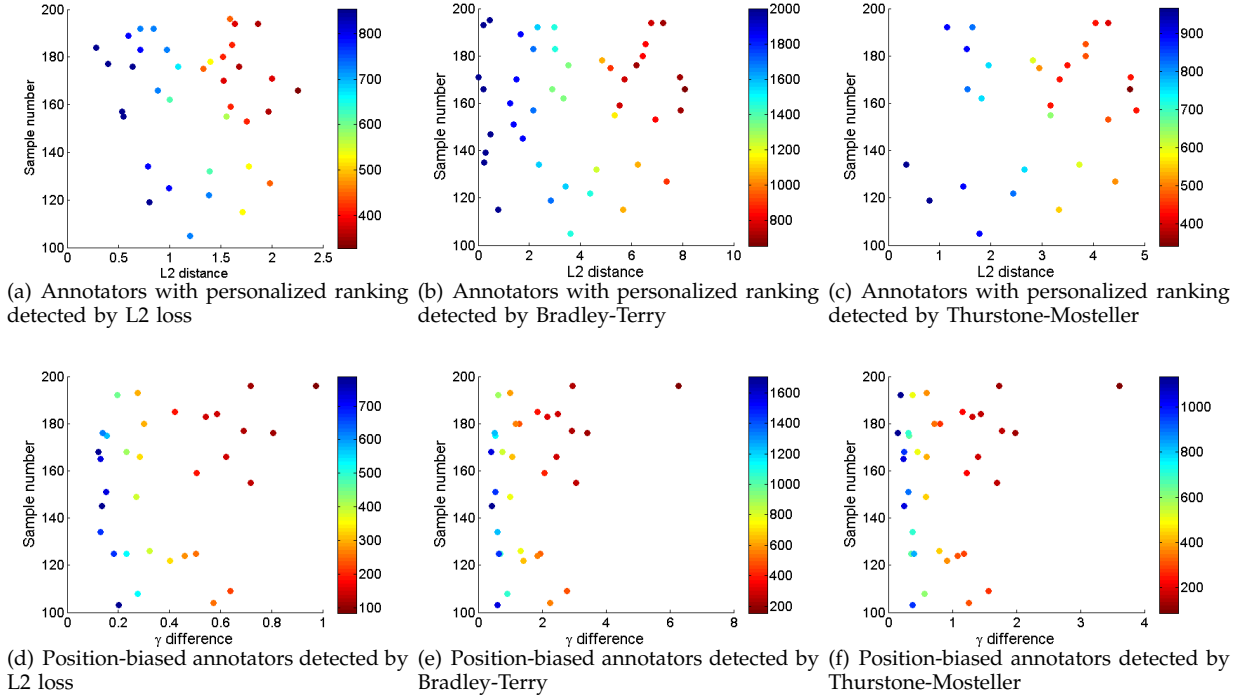 200
180
160
140
120
100
Sample number
0 0.5 1 1.5 2 2.5
L2 distance
800
700
600
500
400
(a) Annotators with personalized ranking
detected by L2 loss
200
180
160
140
120
100
Sample number
0 2 4 6 8 10
L2 distance
2000
1800
1600
1400
1200
1000
800
(b) Annotators with personalized ranking
detected by Bradley-Terry
200
180
160
140
120
100
Sample number
0 1 2 3 4 5
L2 distance
900
800
700
600
500
400
(c) Annotators with personalized ranking
detected by Thurstone-Mosteller
200
180
160
140
120
100
Sample number
0 0.2 0.4 0.6 0.8 1
γ difference
700
600
500
400
300
200
100
(d) Position-biased annotators detected by
L2 loss
200
180
160
140
120
100
Sample number
0 2 4 6 8
γ difference
1600
1400
1200
1000
800
600
400
200
(e) Position-biased annotators detected by
Bradley-Terry
200
180
160
140
120
100
Sample number
0 1 2 3 4
γ difference
1000
800
600
400
200
(f) Position-biased annotators detected by
Thurstone-Mosteller